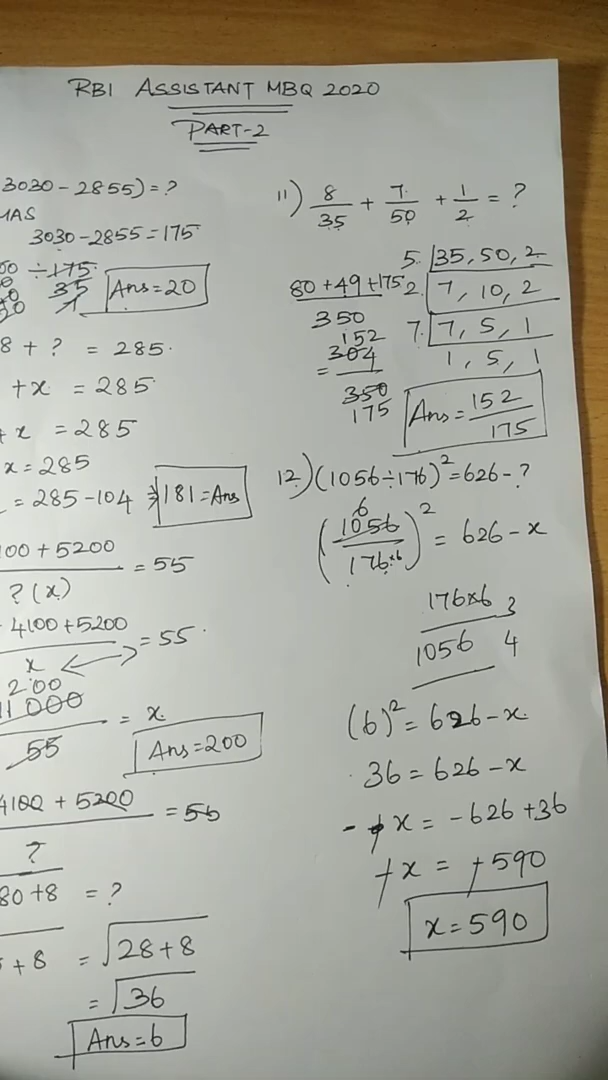 RBI ASSISTANT MBQ 2020
PART-2
3030-2855) = ?
MAS
3030-2855=175
÷175
35
Ans=20
8 + ? = 285
+x = 285
+ x = 285
x = 285
= 285-104 ⇒ 181 = Ans
100 + 5200
= 55
? (x)
4100+5200
= 55
x
200
11000
= x
55
Ans=200
4100 + 5200
= 56
?
80+8 = ?
+ 8 = √28+8
= √36
Ans=6
11) 8/35 + 7/50 + 1/2 = ?
5 35, 50, 2
80+49+175 2 7, 10, 2
350 7 7, 5, 1
152 1, 5, 1
= 304
350
175
Ans = 152/175
12) (1056÷176)² = 626-?
6
(1056/176×6)² = 626-x
176×6 3
1056 4
(6)² = 626-x
36 = 626-x
-x = -626+36
+x = +590
x=590